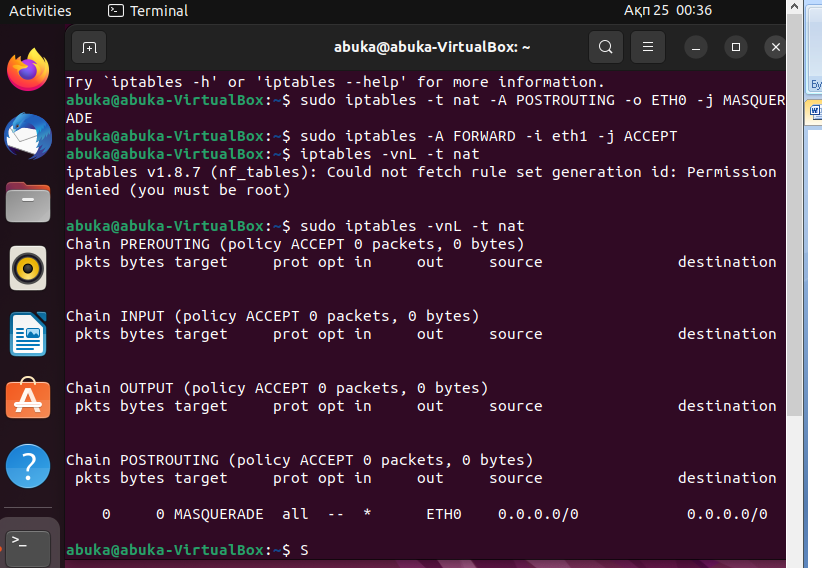 Activities
Terminal
Ақп 25 00:36
abuka@abuka-VirtualBox: ~
Try `iptables -h' or 'iptables --help' for more information.
abuka@abuka-VirtualBox:~$ sudo iptables -t nat -A POSTROUTING -o ETH0 -j MASQUER
ADE
abuka@abuka-VirtualBox:~$ sudo iptables -A FORWARD -i eth1 -j ACCEPT
abuka@abuka-VirtualBox:~$ iptables -vnL -t nat
iptables v1.8.7 (nf_tables): Could not fetch rule set generation id: Permission
denied (you must be root)
abuka@abuka-VirtualBox:~$ sudo iptables -vnL -t nat
Chain PREROUTING (policy ACCEPT 0 packets, 0 bytes)
 pkts bytes target     prot opt in     out     source               destination
Chain INPUT (policy ACCEPT 0 packets, 0 bytes)
 pkts bytes target     prot opt in     out     source               destination
Chain OUTPUT (policy ACCEPT 0 packets, 0 bytes)
 pkts bytes target     prot opt in     out     source               destination
Chain POSTROUTING (policy ACCEPT 0 packets, 0 bytes)
 pkts bytes target     prot opt in     out     source               destination
    0     0 MASQUERADE  all  --  *      ETH0    0.0.0.0/0            0.0.0.0/0
abuka@abuka-VirtualBox:~$ S